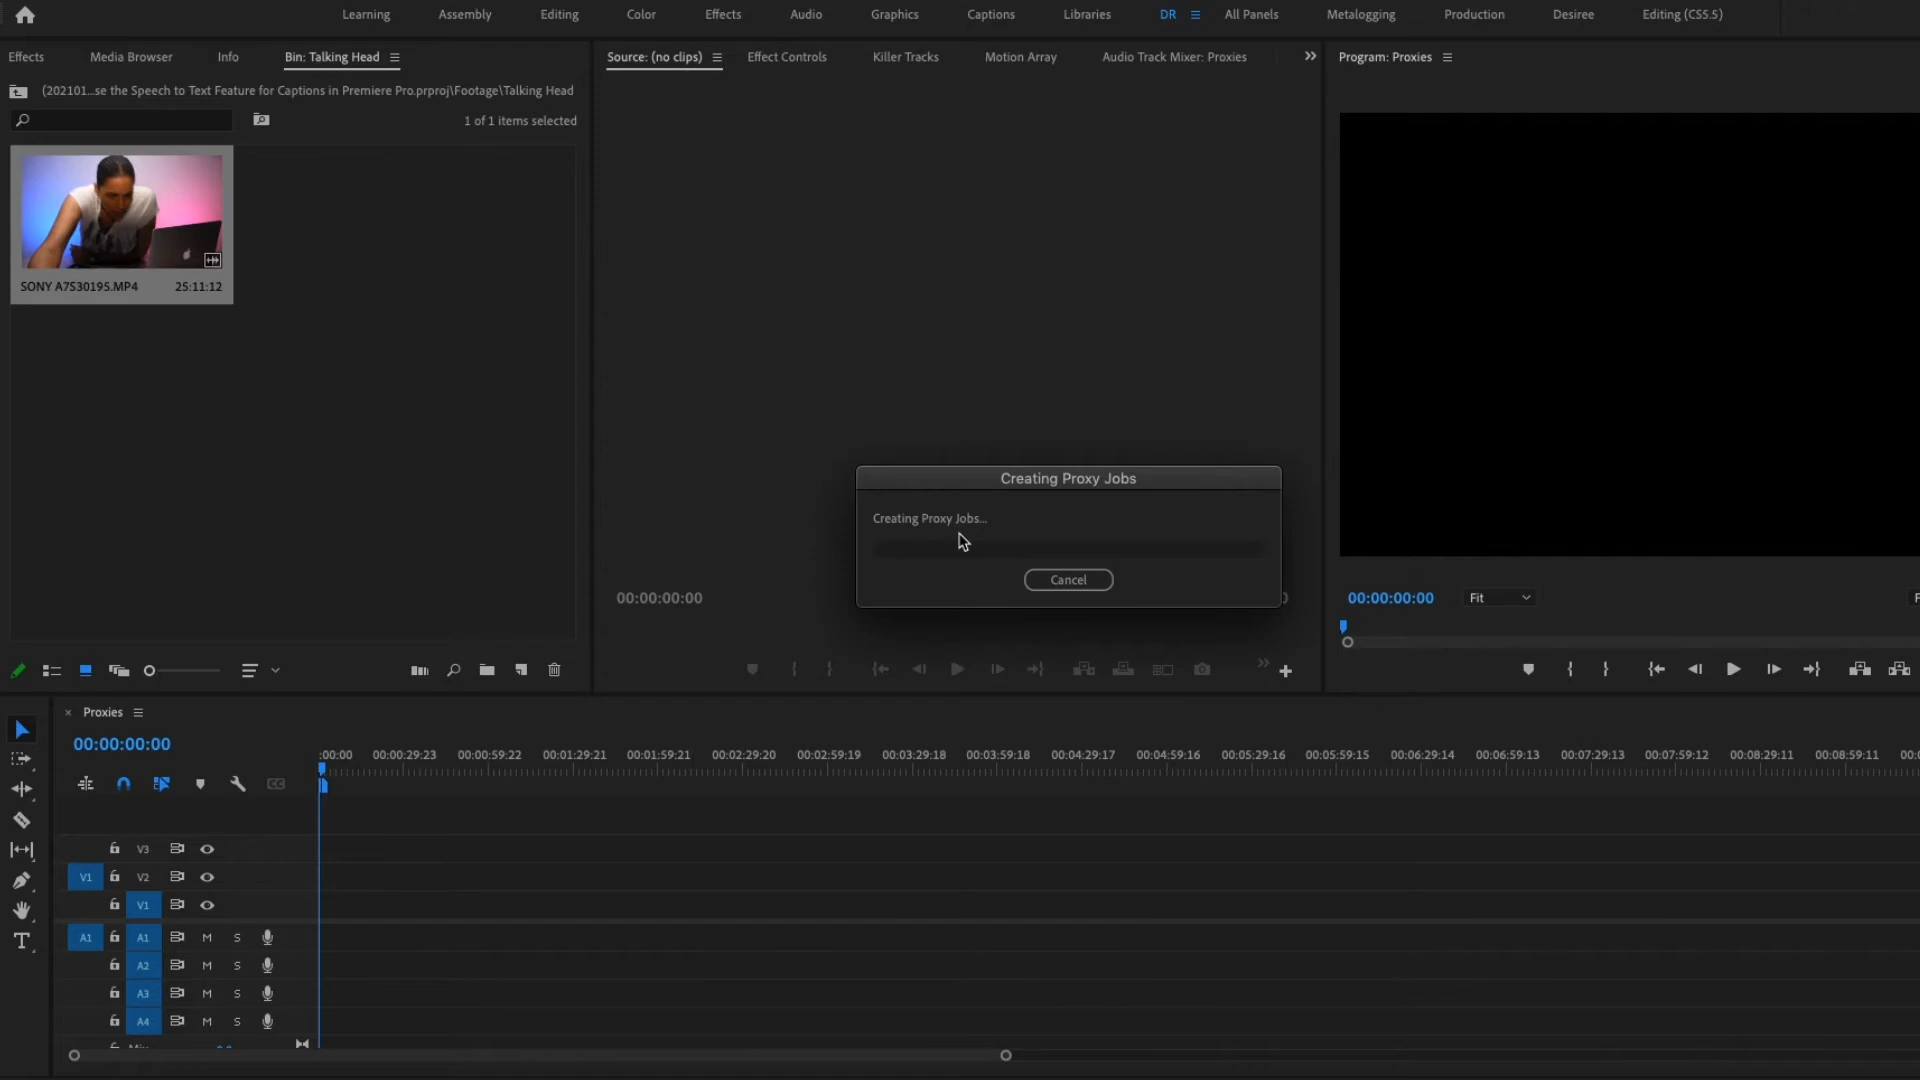 Learning Assembly Editing Color Effects Audio Graphics Captions Libraries DR All Panels Metalogging Production Desiree Editing (CS5.5)
Effects Media Browser Info Bin: Talking Head
(202101...se the Speech to Text Feature for Captions in Premiere Pro.prproj\Footage\Talking Head
1 of 1 items selected
SONY A7S30195.MP4 25:11:12
Source: (no clips) Effect Controls Killer Tracks Motion Array Audio Track Mixer: Proxies
00:00:00:00
Creating Proxy Jobs
Creating Proxy Jobs...
Cancel
Program: Proxies
00:00:00:00 Fit
Proxies
00:00:00:00
:00:00 00:00:29:23 00:00:59:22 00:01:29:21 00:01:59:21 00:02:29:20 00:02:59:19 00:03:29:18 00:03:59:18 00:04:29:17 00:04:59:16 00:05:29:16 00:05:59:15 00:06:29:14 00:06:59:13 00:07:29:13 00:07:59:12 00:08:29:11 00:08:59:11 00:0
CC
V3
V1 V2
V1
A1 A1 M S
A2 M S
A3 M S
A4 M S